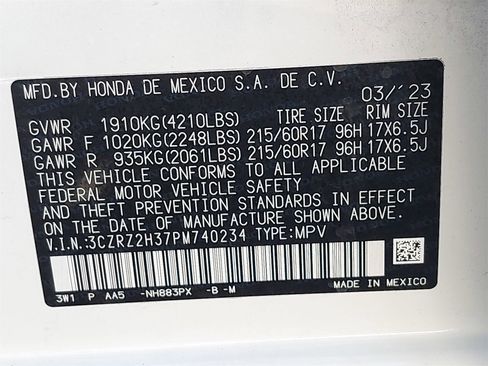 MFD.BY HONDA DE MEXICO S.A. DE C.V.
03/'23
TIRE SIZE RIM SIZE
GVWR 1910KG(4210LBS)
GAWR F 1020KG(2248LBS) 215/60R17 96H 17X6.5J
GAWR R 935KG(2061LBS) 215/60R17 96H 17X6.5J
THIS VEHICLE CONFORMS TO ALL APPLICABLE
FEDERAL MOTOR VEHICLE SAFETY AND
THEFT PREVENTION STANDARDS IN EFFECT
ON THE DATE OF MANUFACTURE SHOWN ABOVE.
V.I.N.:3CZRZ2H37PM740234 TYPE:MPV
3W1 P AA5 -NH883PX -B -M
MADE IN MEXICO